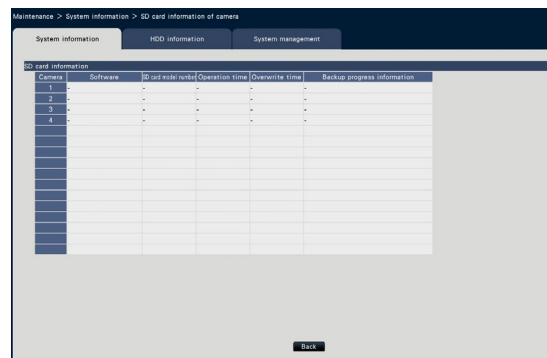 Maintenance > System information > SD card information of camera
System information HDD information System management
SD card information
Camera Software SD card model number Operation time Overwrite time Backup progress information
1 - - - - -
2 - - - - -
3 - - - - -
4 - - - - -
Back